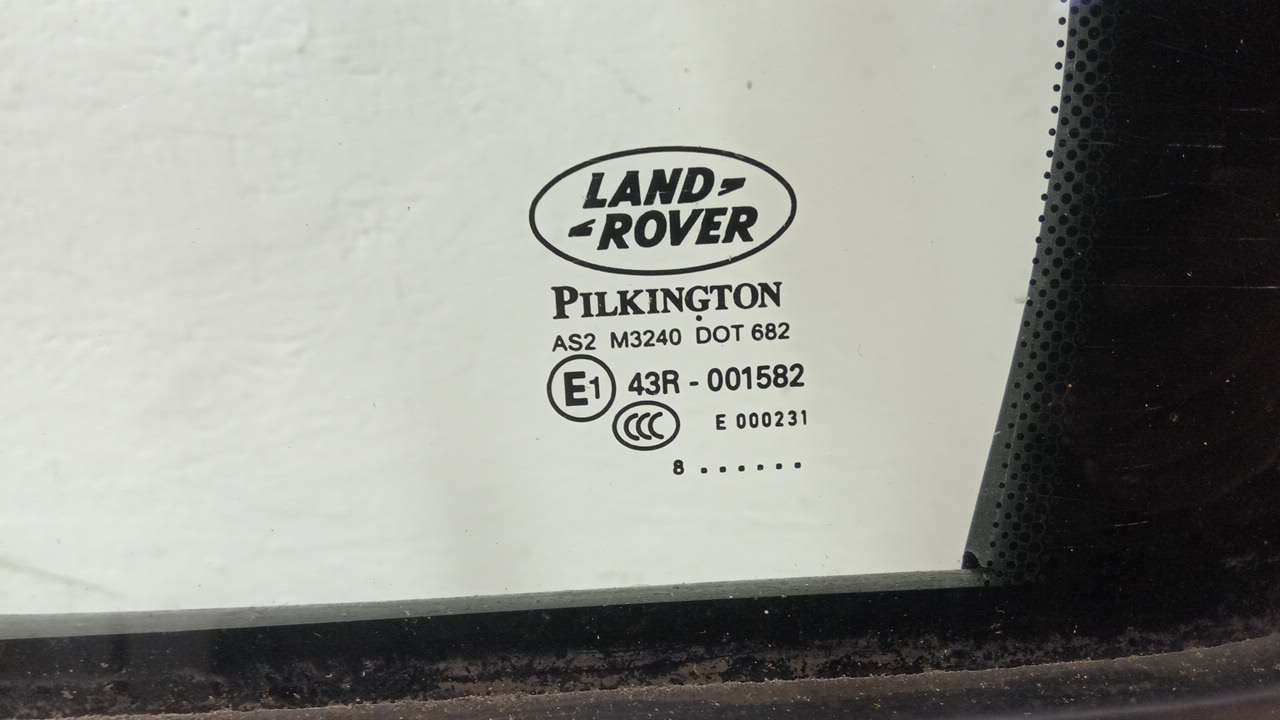 LAND-
-ROVER
PILKINGTON
AS2 M3240 DOT 682
E1 43R - 001582
CCC E 000231
8 . . . . . .